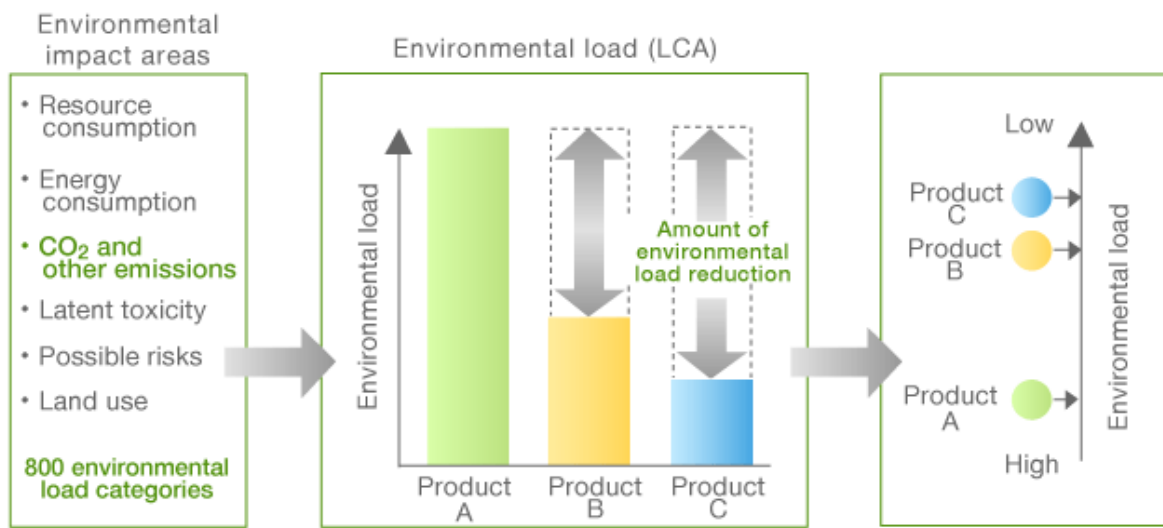 Environmental
impact areas
• Resource
consumption
• Energy
consumption
• CO₂ and
other emissions
• Latent toxicity
• Possible risks
• Land use
800 environmental
load categories
Environmental load (LCA)
Environmental load
Amount of
environmental
load reduction
Product
A
Product
B
Product
C
Low
Product
C
Product
B
Product
A
High
Environmental load